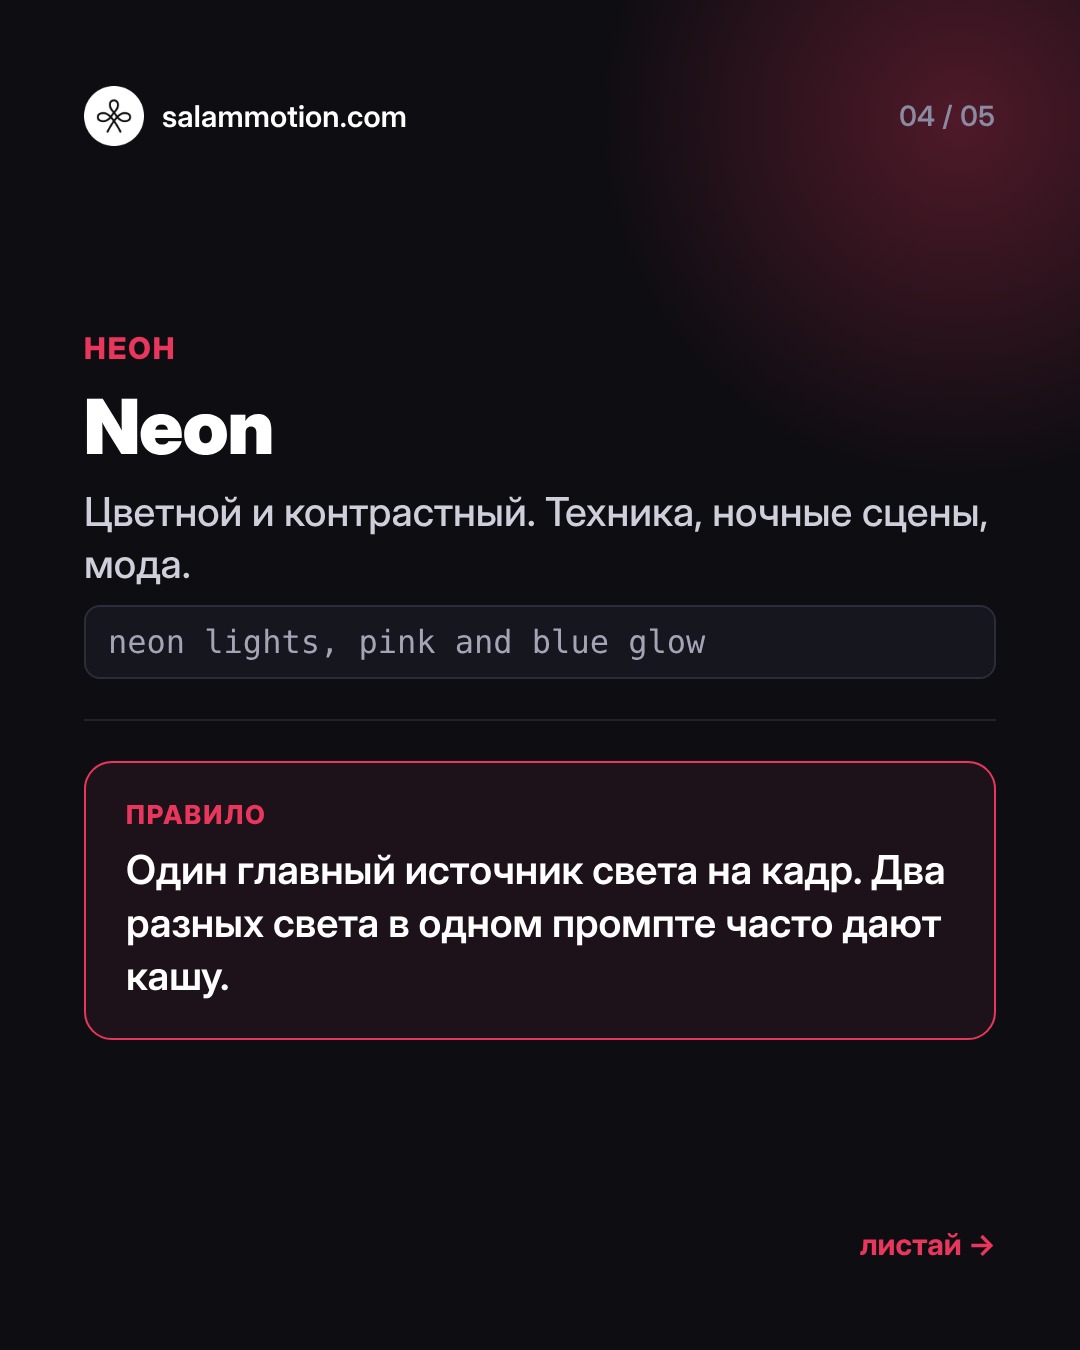 salammotion.com
04 / 05
НЕОН
Neon
Цветной и контрастный. Техника, ночные сцены,
мода.
neon lights, pink and blue glow
ПРАВИЛО
Один главный источник света на кадр. Два
разных света в одном промпте часто дают
кашу.
листай →